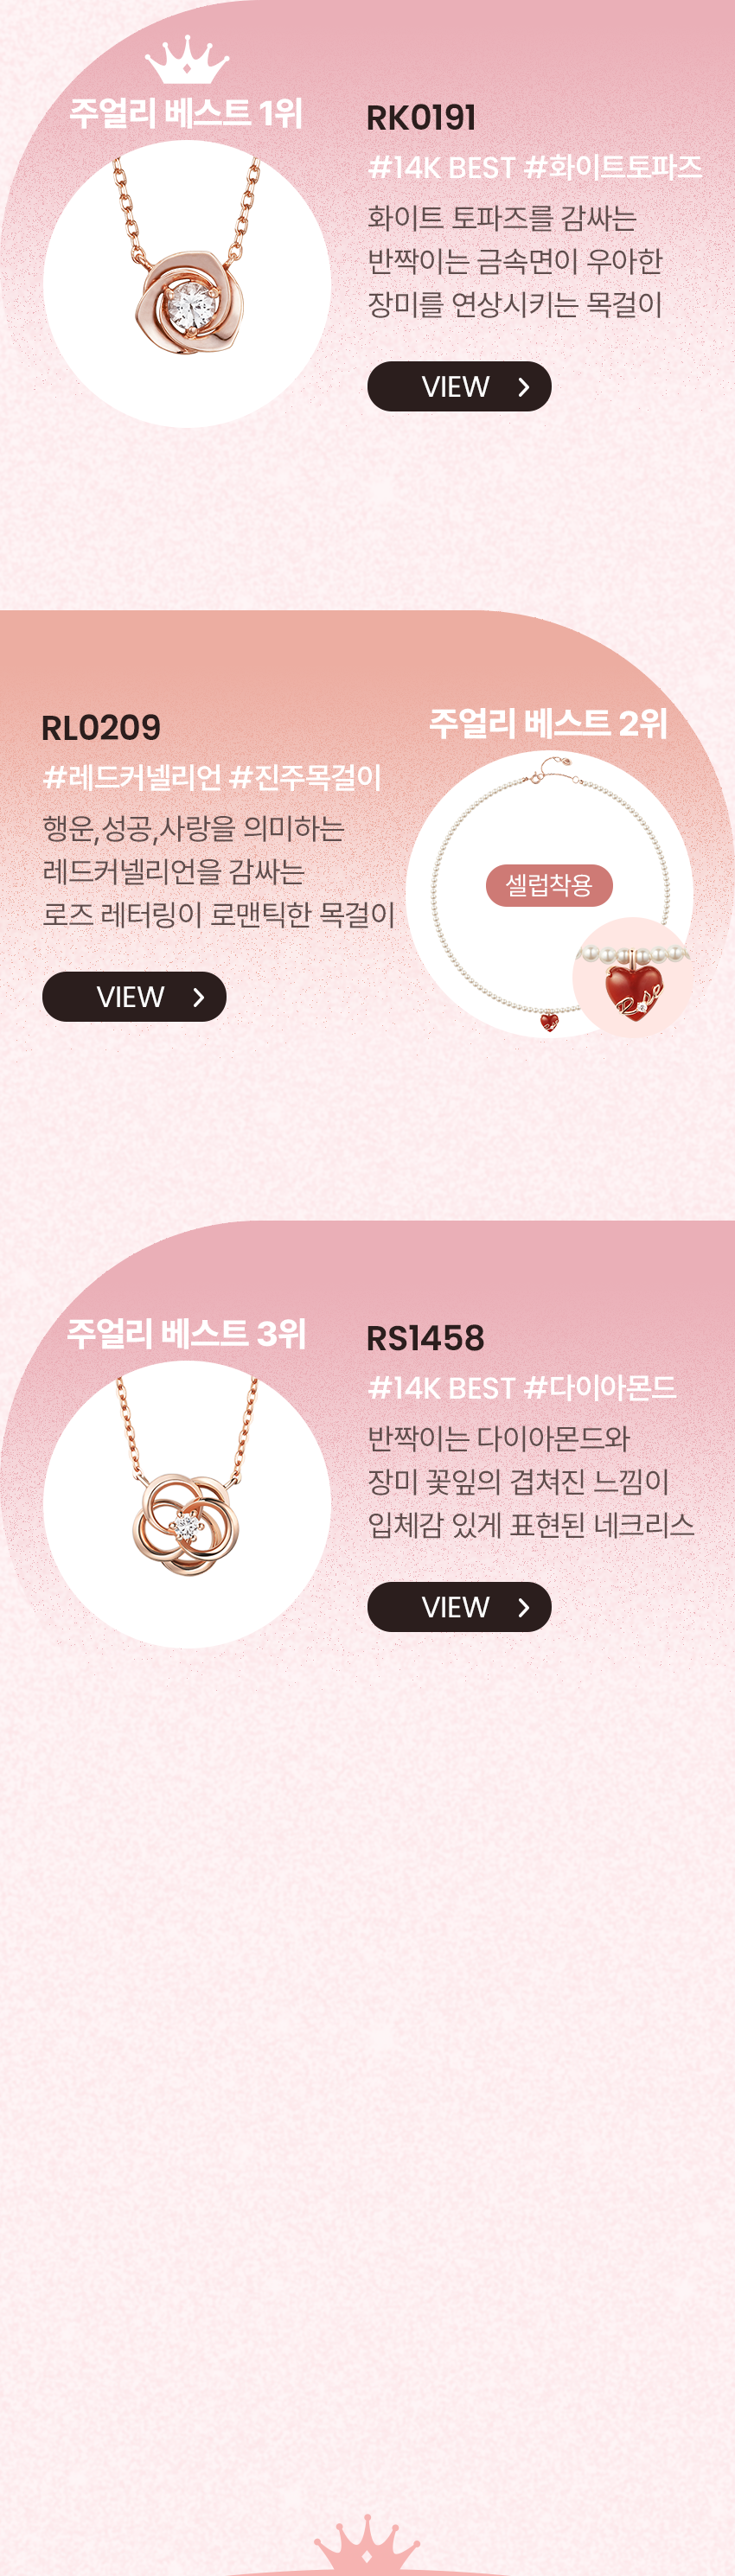 주얼리 베스트 1위
RK0191
#14K BEST #화이트토파즈
화이트 토파즈를 감싸는
반짝이는 금속면이 우아한
장미를 연상시키는 목걸이
VIEW
RL0209
#레드커넬리언 #진주목걸이
행운,성공,사랑을 의미하는
레드커넬리언을 감싸는
로즈 레터링이 로맨틱한 목걸이
VIEW
주얼리 베스트 2위
셀럽착용
주얼리 베스트 3위
RS1458
#14K BEST #다이아몬드
반짝이는 다이아몬드와
장미 꽃잎의 겹쳐진 느낌이
입체감 있게 표현된 네크리스
VIEW